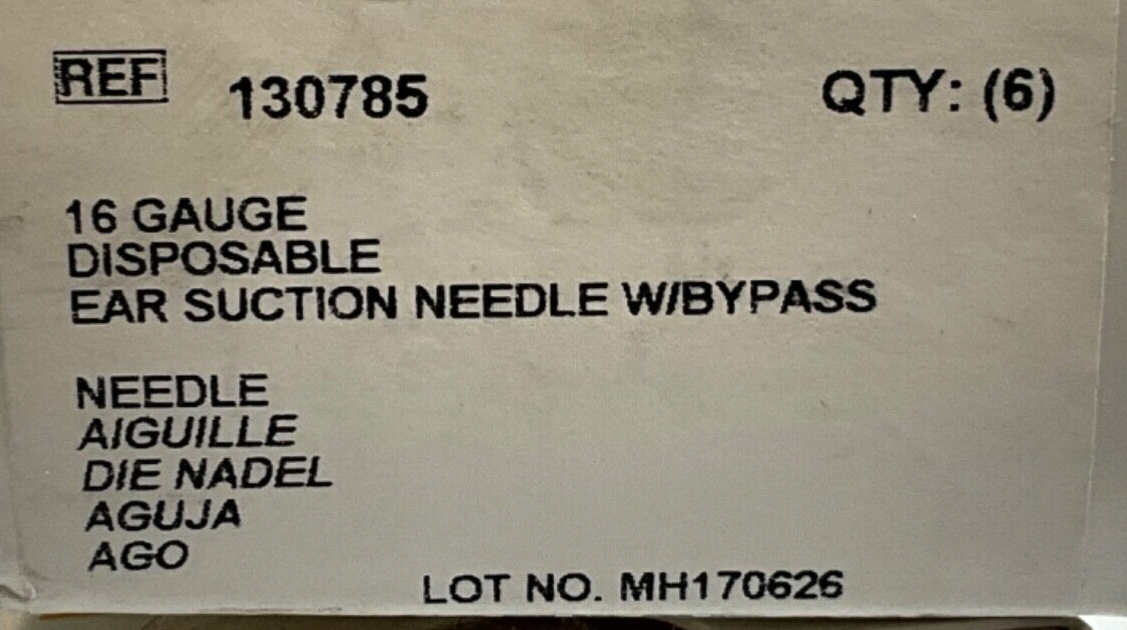 REF 130785 QTY: (6)
16 GAUGE
DISPOSABLE
EAR SUCTION NEEDLE W/BYPASS
NEEDLE
AIGUILLE
DIE NADEL
AGUJA
AGO
LOT NO. MH170626